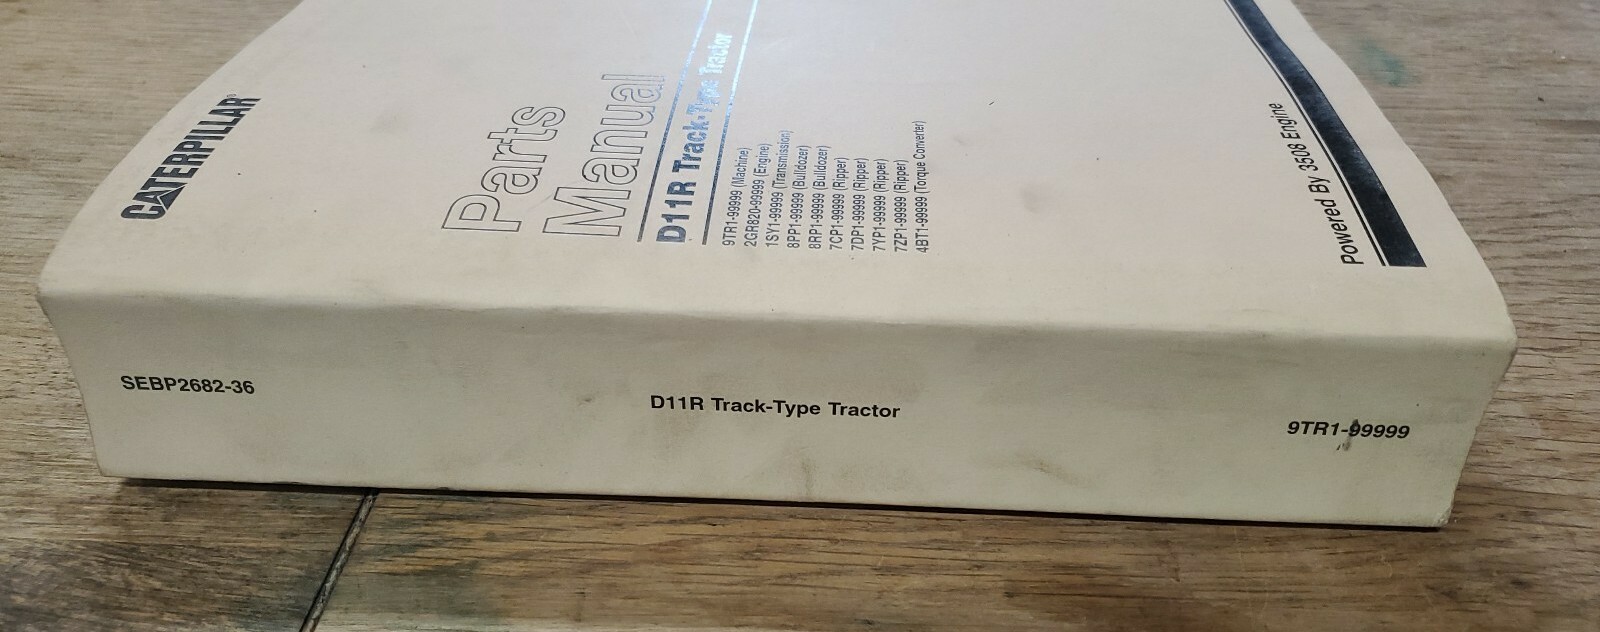 CATERPILLAR®
Parts
Manual
D11R Track-Type Tractor
9TR1-99999 (Machine)
2GR820-99999 (Engine)
1SY1-99999 (Transmission)
8PP1-99999 (Bulldozer)
8RP1-99999 (Bulldozer)
7CP1-99999 (Ripper)
7DP1-99999 (Ripper)
7YP1-99999 (Ripper)
7ZP1-99999 (Ripper)
4BT1-99999 (Torque Converter)
Powered By 3508 Engine
SEBP2682-36
D11R Track-Type Tractor
9TR1-99999